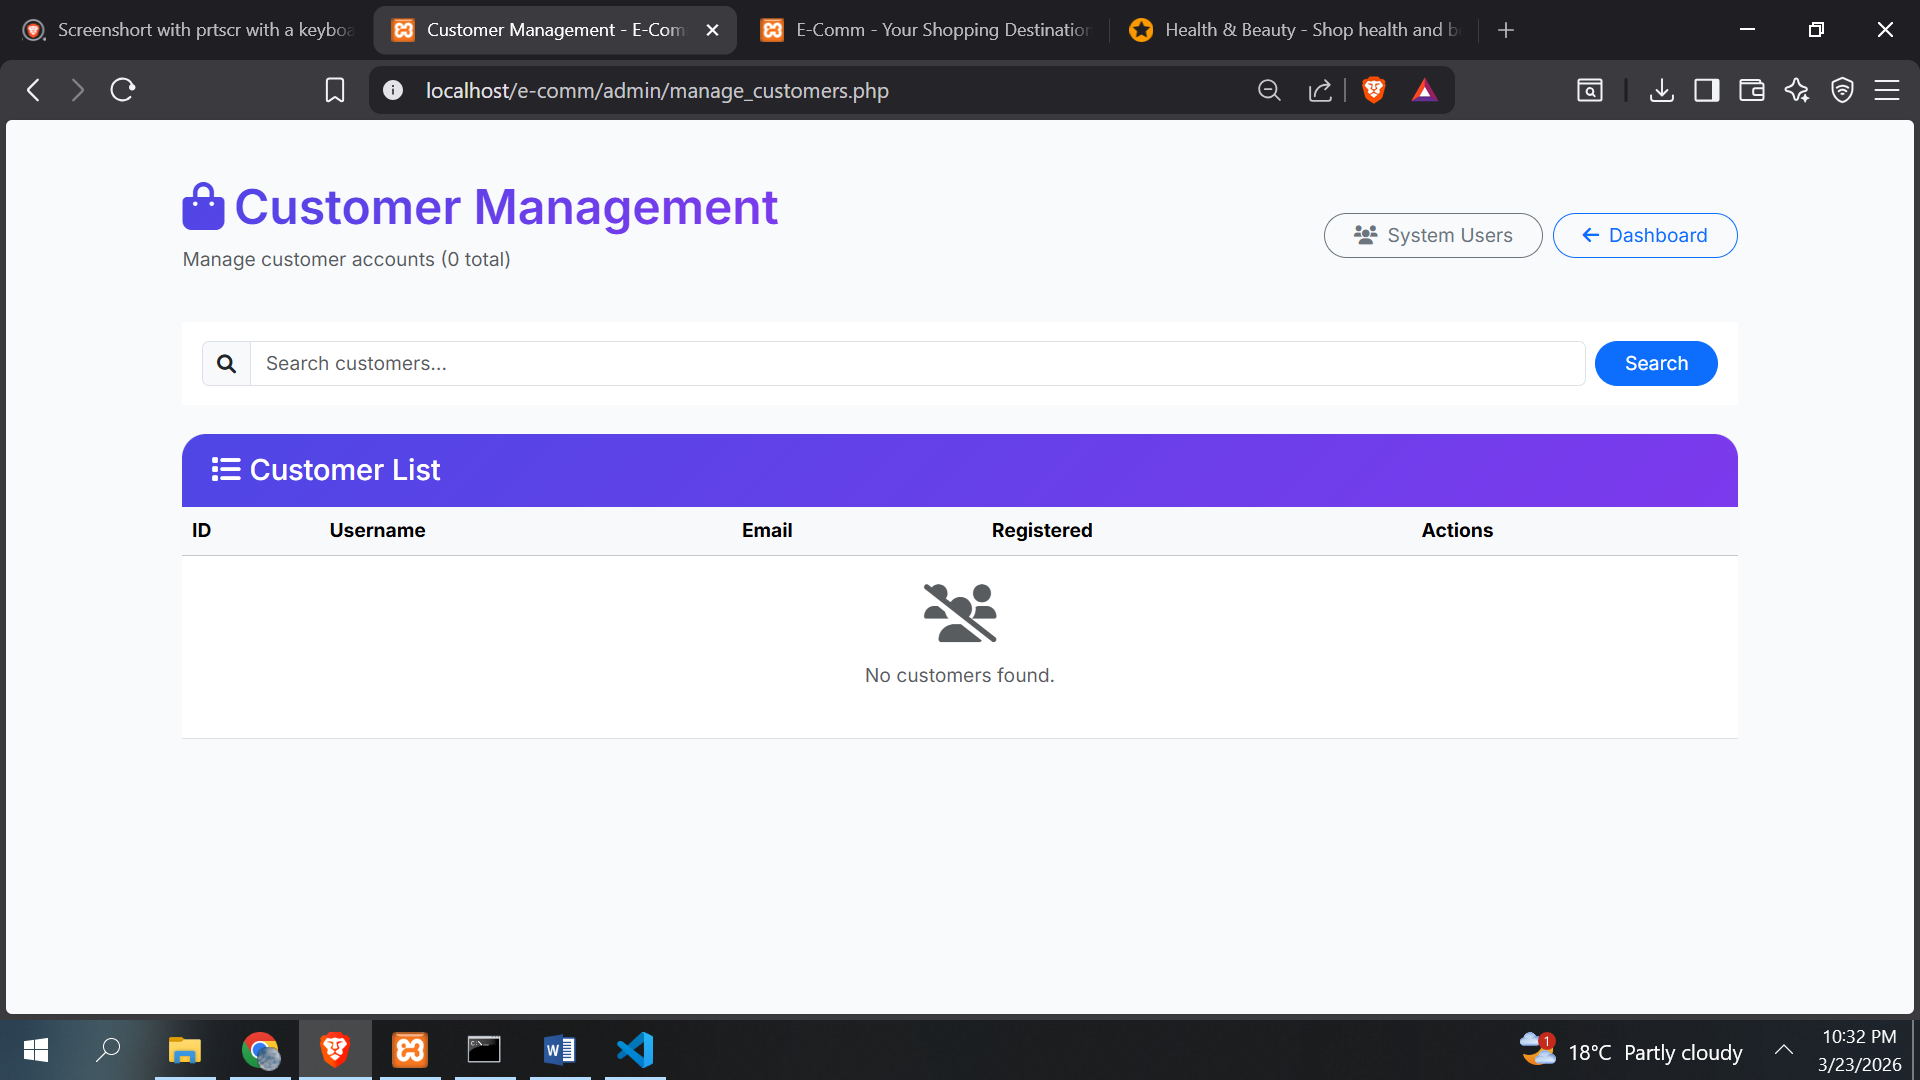 Screenshort with prtscr with a keyboa
Customer Management - E-Com
E-Comm - Your Shopping Destination
Health & Beauty - Shop health and b
localhost/e-comm/admin/manage_customers.php
Customer Management
Manage customer accounts (0 total)
System Users
Dashboard
Search customers...
Search
Customer List
ID Username Email Registered Actions
No customers found.
1
18°C Partly cloudy
10:32 PM
3/23/2026